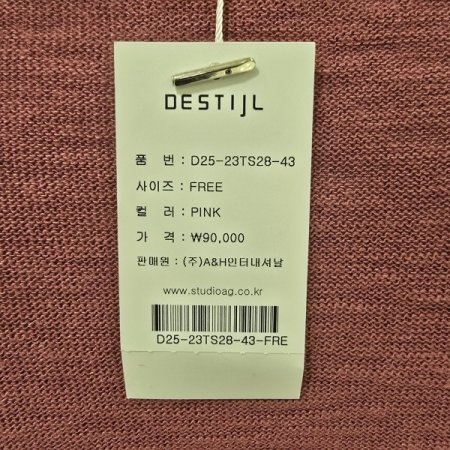 DESTIJL
품 번 : D25-23TS28-43
사이즈 : FREE
컬 러 : PINK
가 격 : ₩90,000
판매원 : (주)A&H인터내셔날
www.studioag.co.kr
D25-23TS28-43-FRE